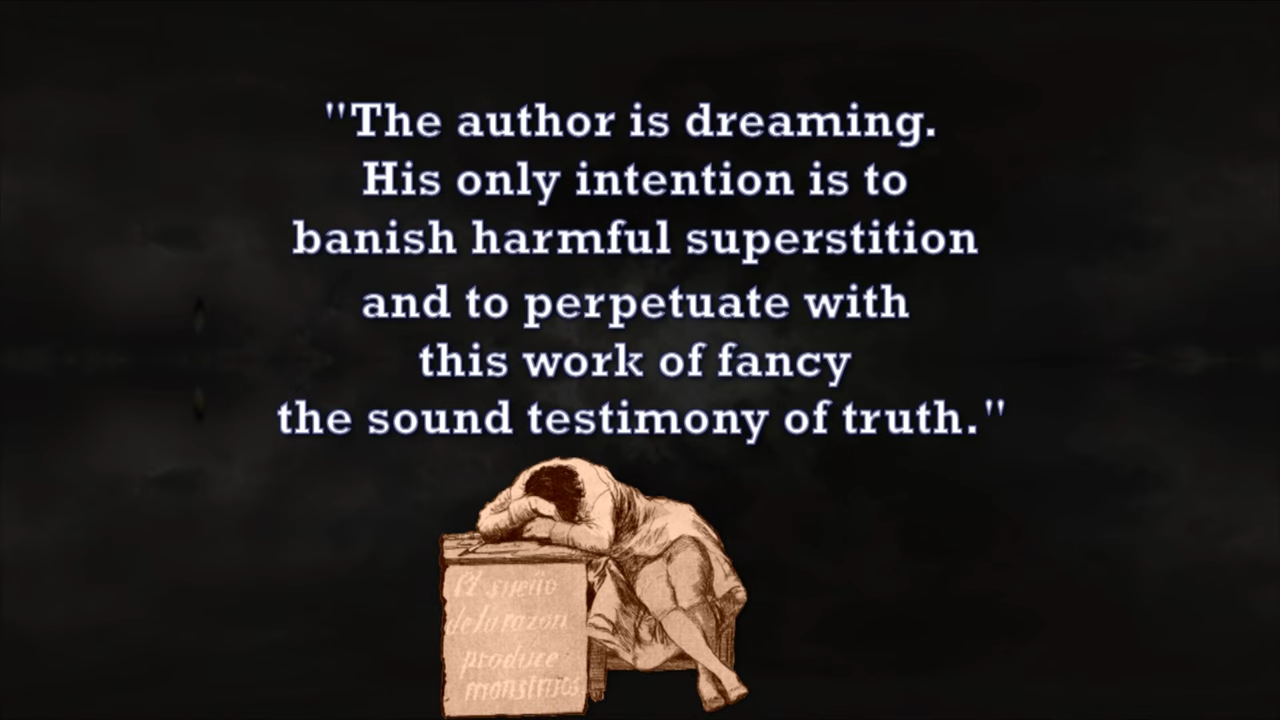 "The author is dreaming.
His only intention is to
banish harmful superstition
and to perpetuate with
this work of fancy
the sound testimony of truth."
El sueño
de la razon
produce
monstruos